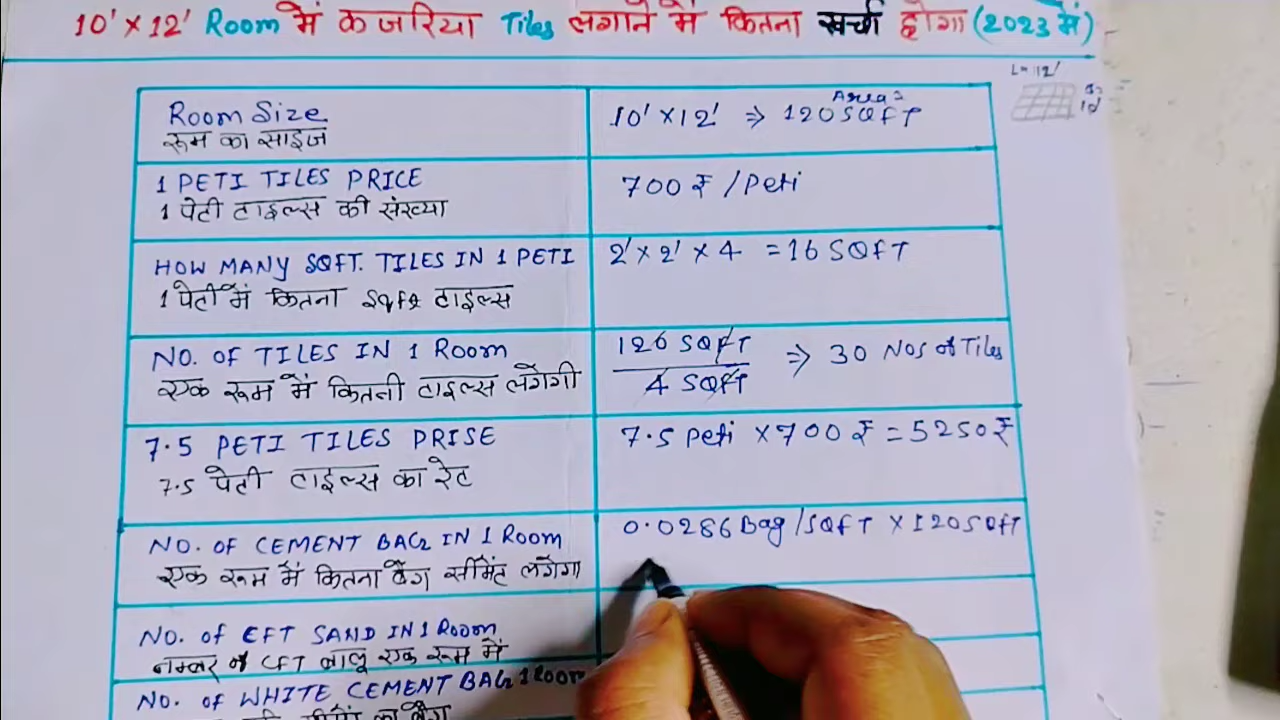 10' × 12' Room में कजरिया Tiles लगाने में कितना खर्चा होगा (2023 में)
L= 12'
Room Size
रूम का साइज
10' × 12' ⇒ 120 SQFT
Area=
1 PETI TILES PRICE
1 पेटी टाइल्स की संख्या
700 ₹ / Peti
HOW MANY SQFT. TILES IN 1 PETI
1 पेटी में कितना Sqft टाइल्स
2' × 2' × 4 = 16 SQFT
NO. OF TILES IN 1 Room
एक रूम में कितनी टाइल्स लगेगी
120 SQFT
4 SQFT
⇒ 30 Nos of Tiles
7.5 PETI TILES PRISE
7.5 पेटी टाइल्स का रेट
7.5 Peti × 700 ₹ = 5250 ₹
NO. OF CEMENT BAG IN 1 Room
एक रूम में कितना बैग सीमेंट लगेगा
0.0286 Bag / SQFT × 120 SQFT
NO. of CFT SAND IN 1 Room
नम्बर of CFT बालू एक रूम में
NO. OF WHITE CEMENT BAG 1 Room